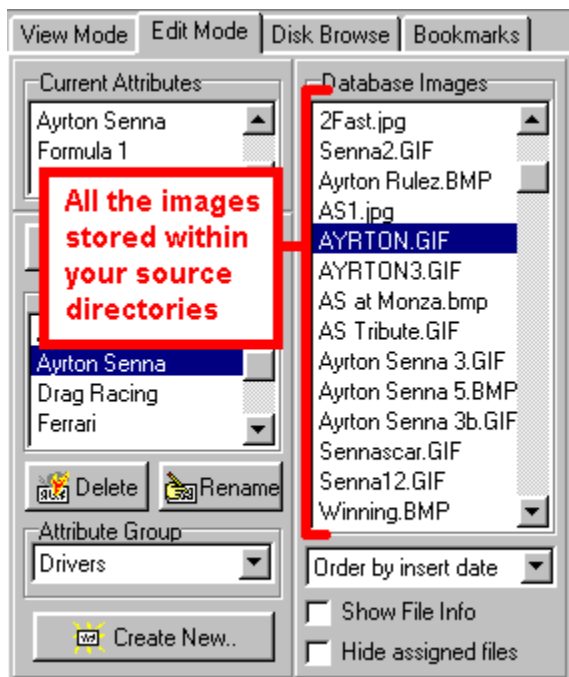 View Mode
Edit Mode
Disk Browse
Bookmarks
Current Attributes
Ayrton Senna
Formula 1
All the images
stored within
your source
directories
Ayrton Senna
Drag Racing
Ferrari
Delete
Rename
Attribute Group
Drivers
Create New..
Database Images
2Fast.jpg
Senna2.GIF
Ayrton Rulez.BMP
AS1.jpg
AYRTON.GIF
AYRTON3.GIF
AS at Monza.bmp
AS Tribute.GIF
Ayrton Senna 3.GIF
Ayrton Senna 5.BMP
Ayrton Senna 3b.GIF
Sennascar.GIF
Senna12.GIF
Winning.BMP
Order by insert date
Show File Info
Hide assigned files